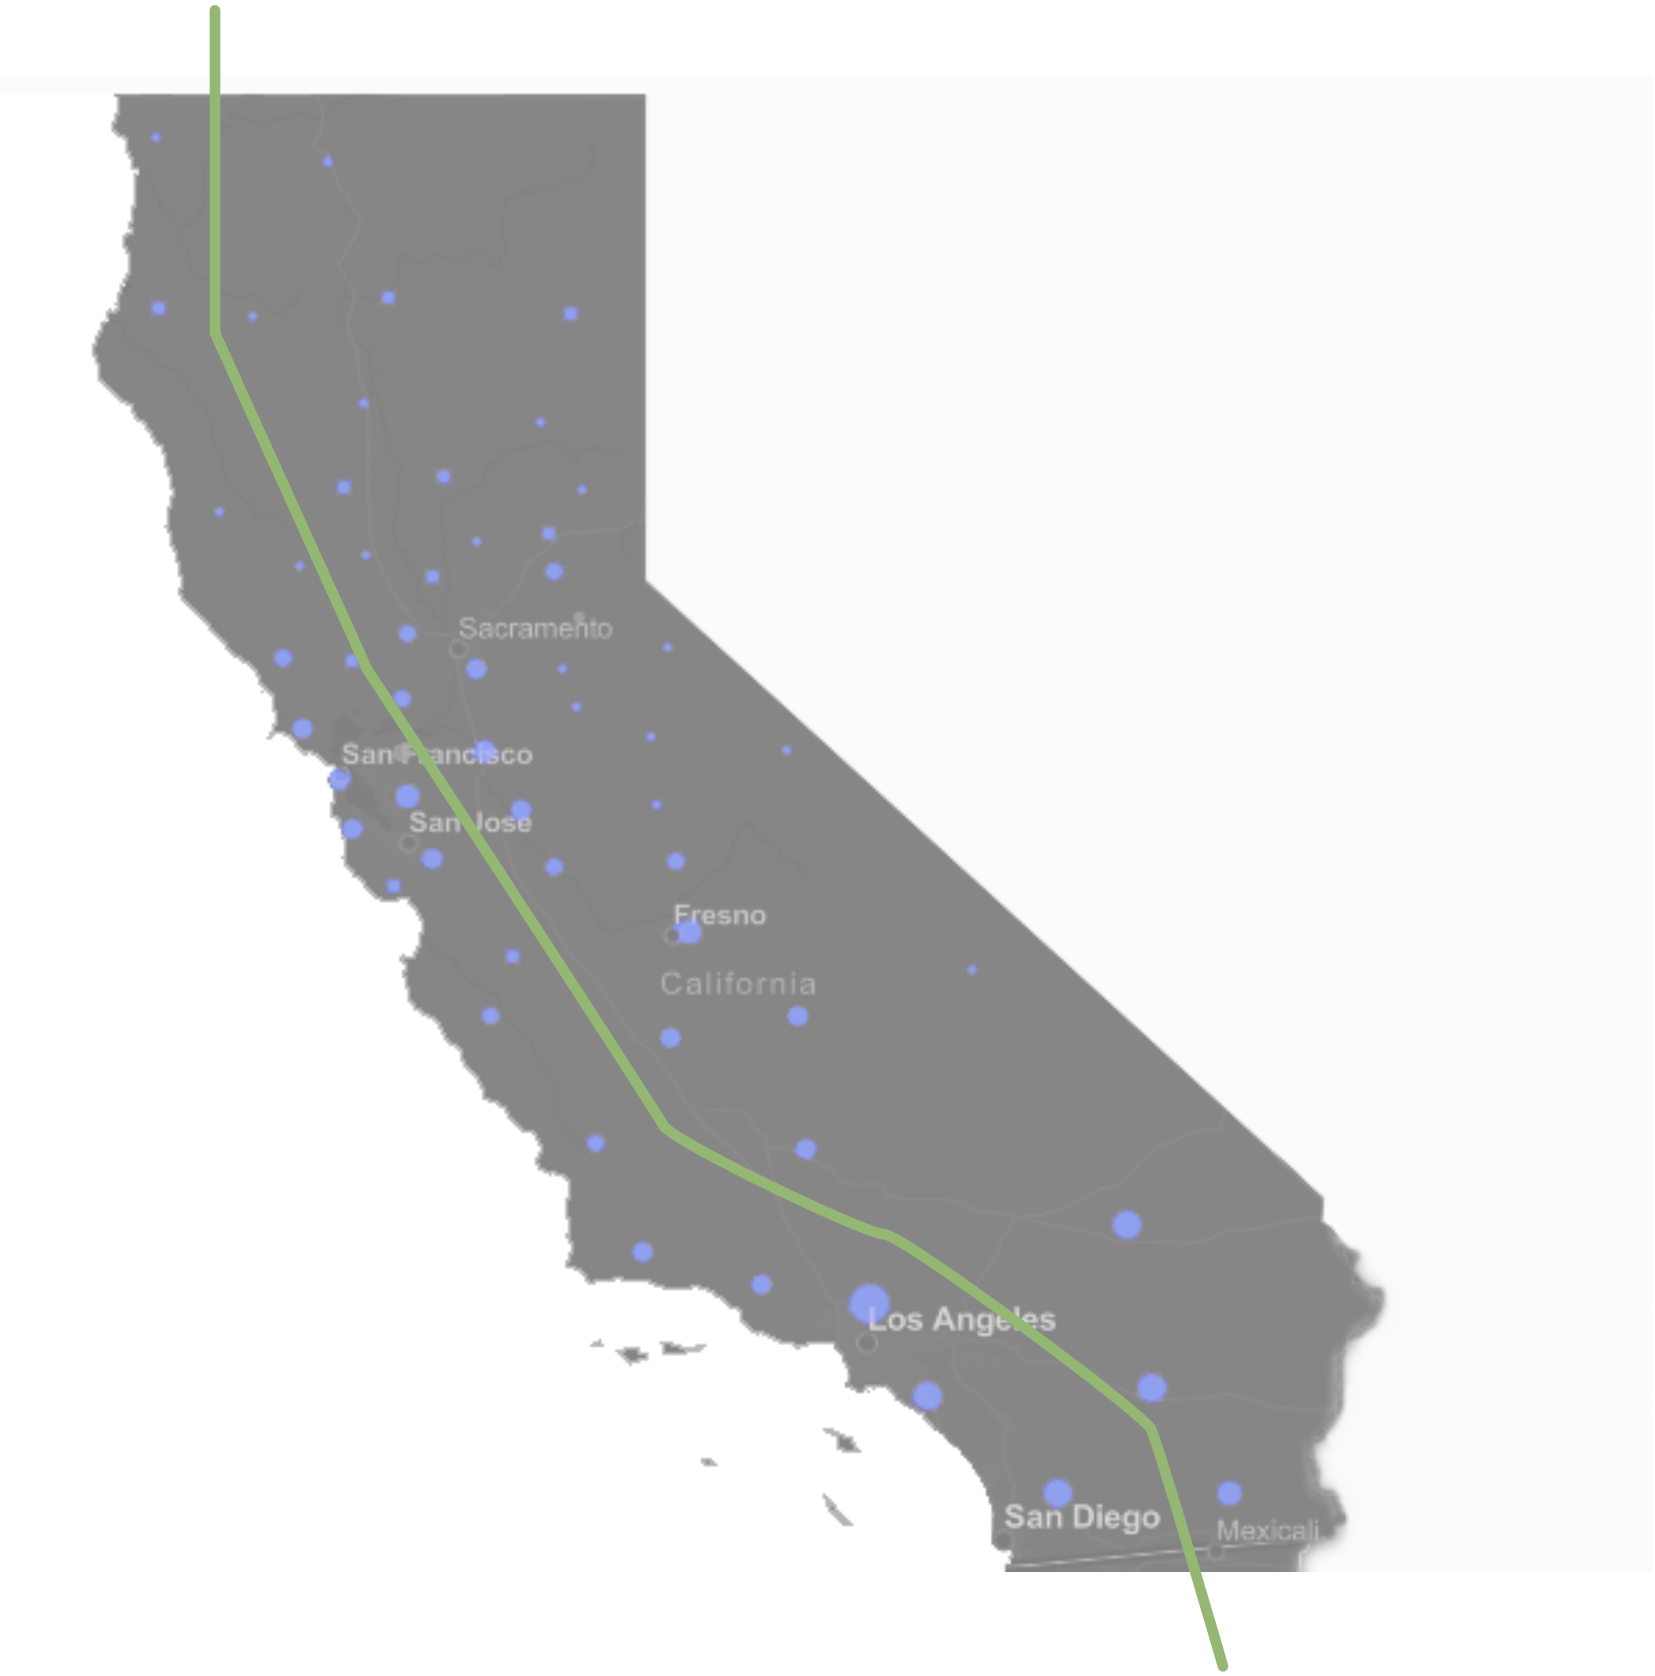 Sacramento
San Francisco
San Jose
Fresno
California
Los Angeles
San Diego
Mexicali